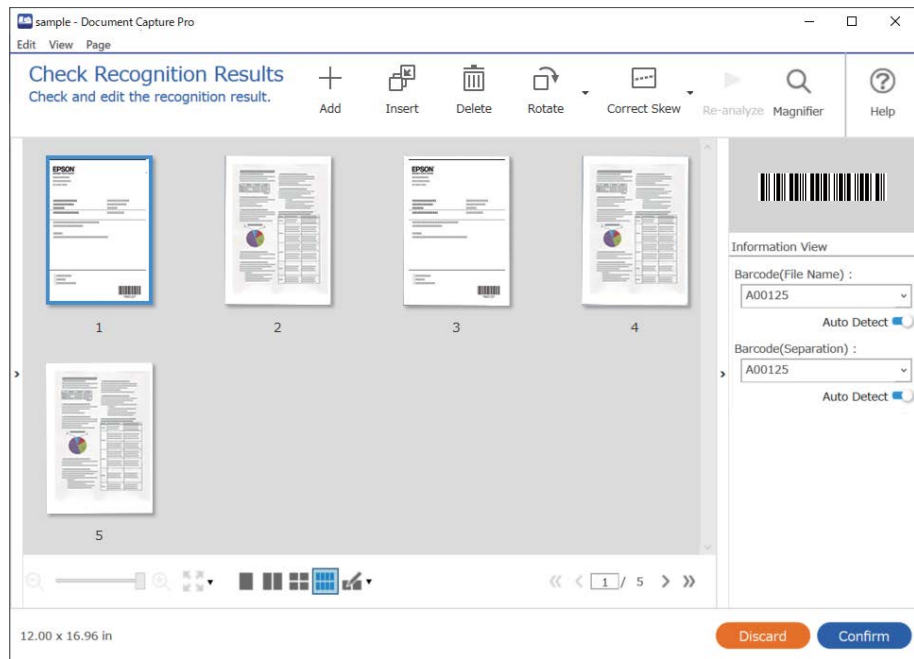 sample - Document Capture Pro
Edit View Page
Check Recognition Results
Check and edit the recognition result.
Add
Insert
Delete
Rotate
Correct Skew
Re-analyze
Magnifier
Help
EPSON
EPSON
1
2
3
4
5
Information View
Barcode(File Name) :
A00125
Auto Detect
Barcode(Separation) :
A00125
Auto Detect
1 / 5
12.00 x 16.96 in
Discard
Confirm